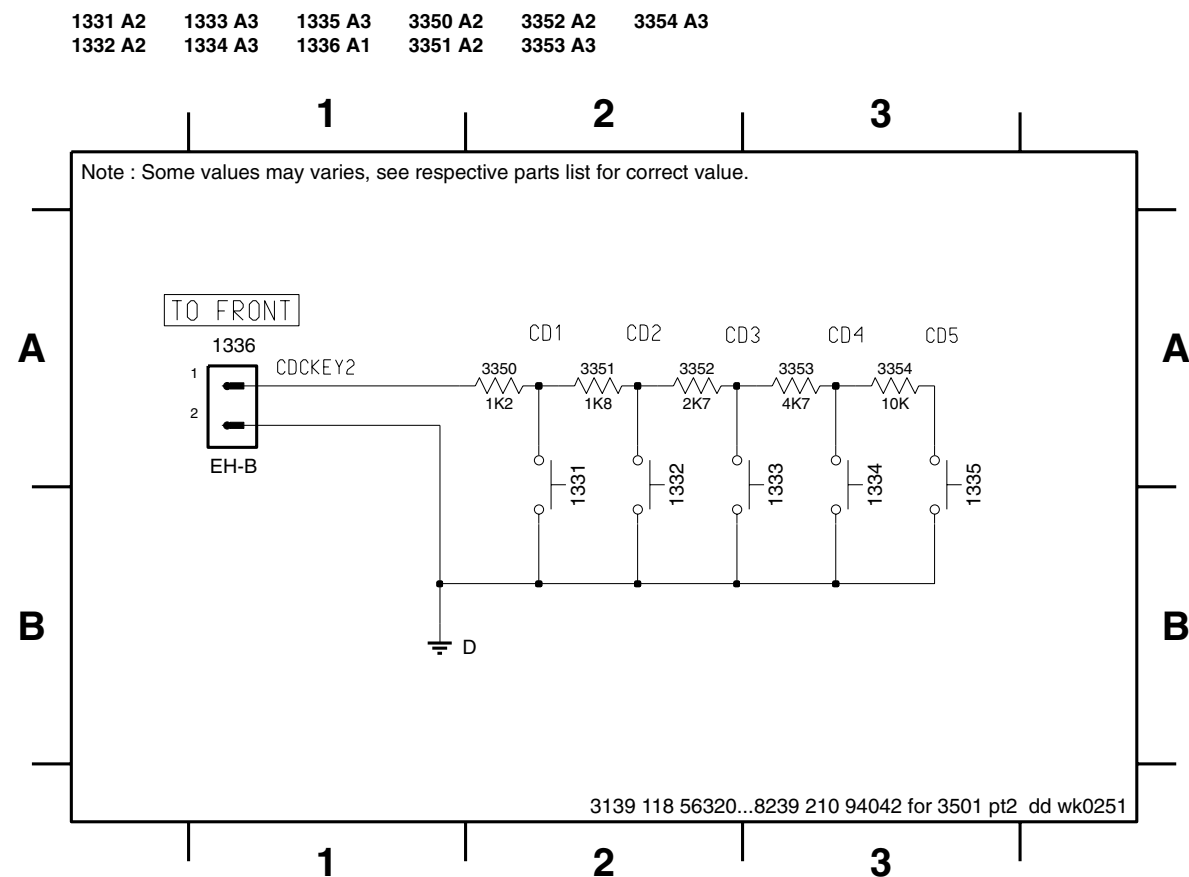 1331 A2 1333 A3 1335 A3 3350 A2 3352 A2 3354 A3
1332 A2 1334 A3 1336 A1 3351 A2 3353 A3
1 2 3
Note : Some values may varies, see respective parts list for correct value.
TO FRONT
A A
1336
CD1 CD2 CD3 CD4 CD5
1 CDCKEY2
3350 3351 3352 3353 3354
1K2 1K8 2K7 4K7 10K
2
EH-B
1331 1332 1333 1334 1335
B B
D
3139 118 56320...8239 210 94042 for 3501 pt2 dd wk0251
1 2 3